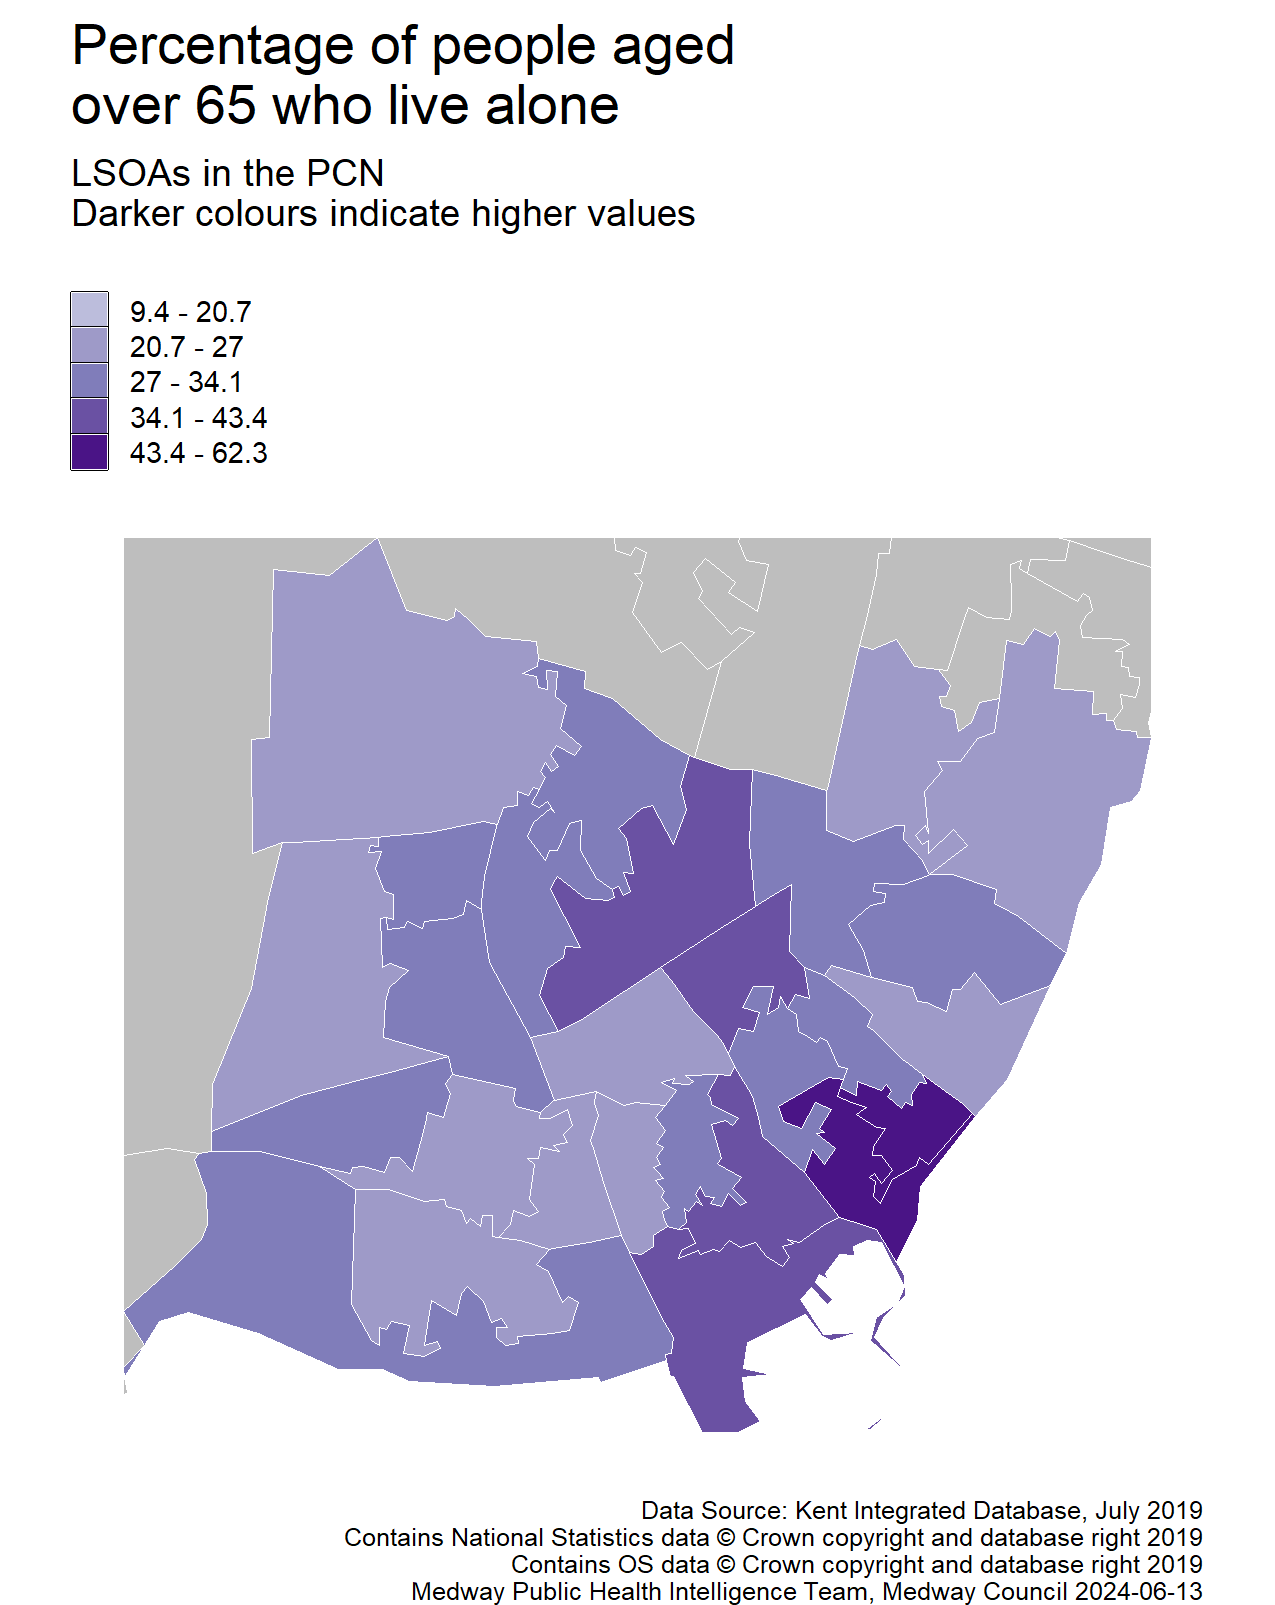 Percentage of people aged
over 65 who live alone
LSOAs in the PCN
Darker colours indicate higher values
9.4 - 20.7
20.7 - 27
27 - 34.1
34.1 - 43.4
43.4 - 62.3
Data Source: Kent Integrated Database, July 2019
Contains National Statistics data © Crown copyright and database right 2019
Contains OS data © Crown copyright and database right 2019
Medway Public Health Intelligence Team, Medway Council 2024-06-13